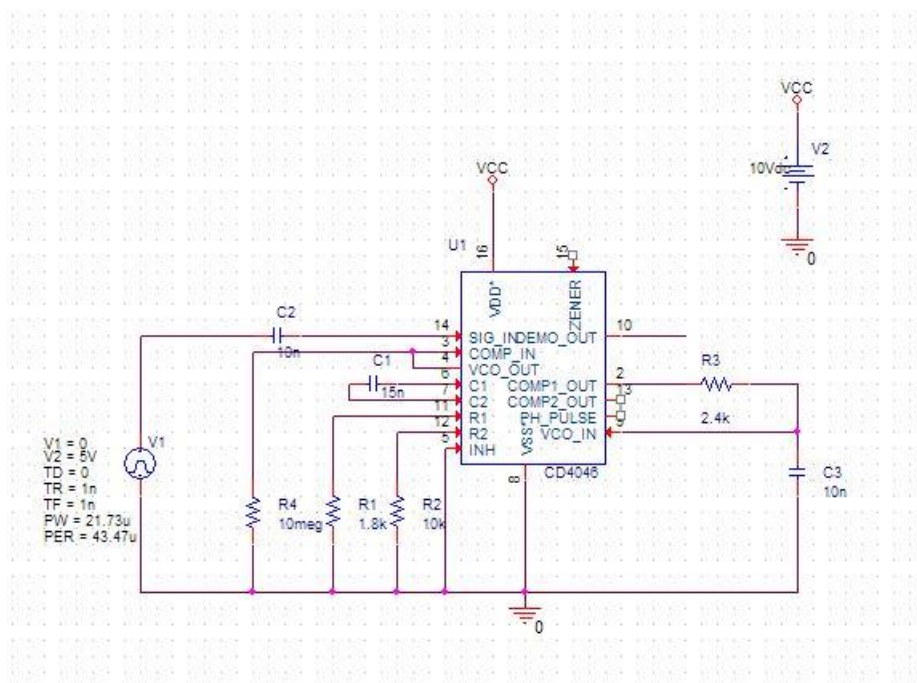 VCC
V2
10Vdc
0
VCC
U1
16
15
VDD*
ZENER
C2
10n
14
SIG_IN
DEMO_OUT
10
3
COMP_IN
4
VCO_OUT
C1
15n
6
C1
COMP1_OUT
2
R3
2.4k
7
C2
COMP2_OUT
13
11
R1
PH_PULSE
12
R2
VCO_IN
9
5
INH
VSS*
8
CD4046
V1 = 0
V2 = 5V
TD = 0
TR = 1n
TF = 1n
PW = 21.73u
PER = 43.47u
V1
R4
10meg
R1
1.8k
R2
10k
C3
10n
0